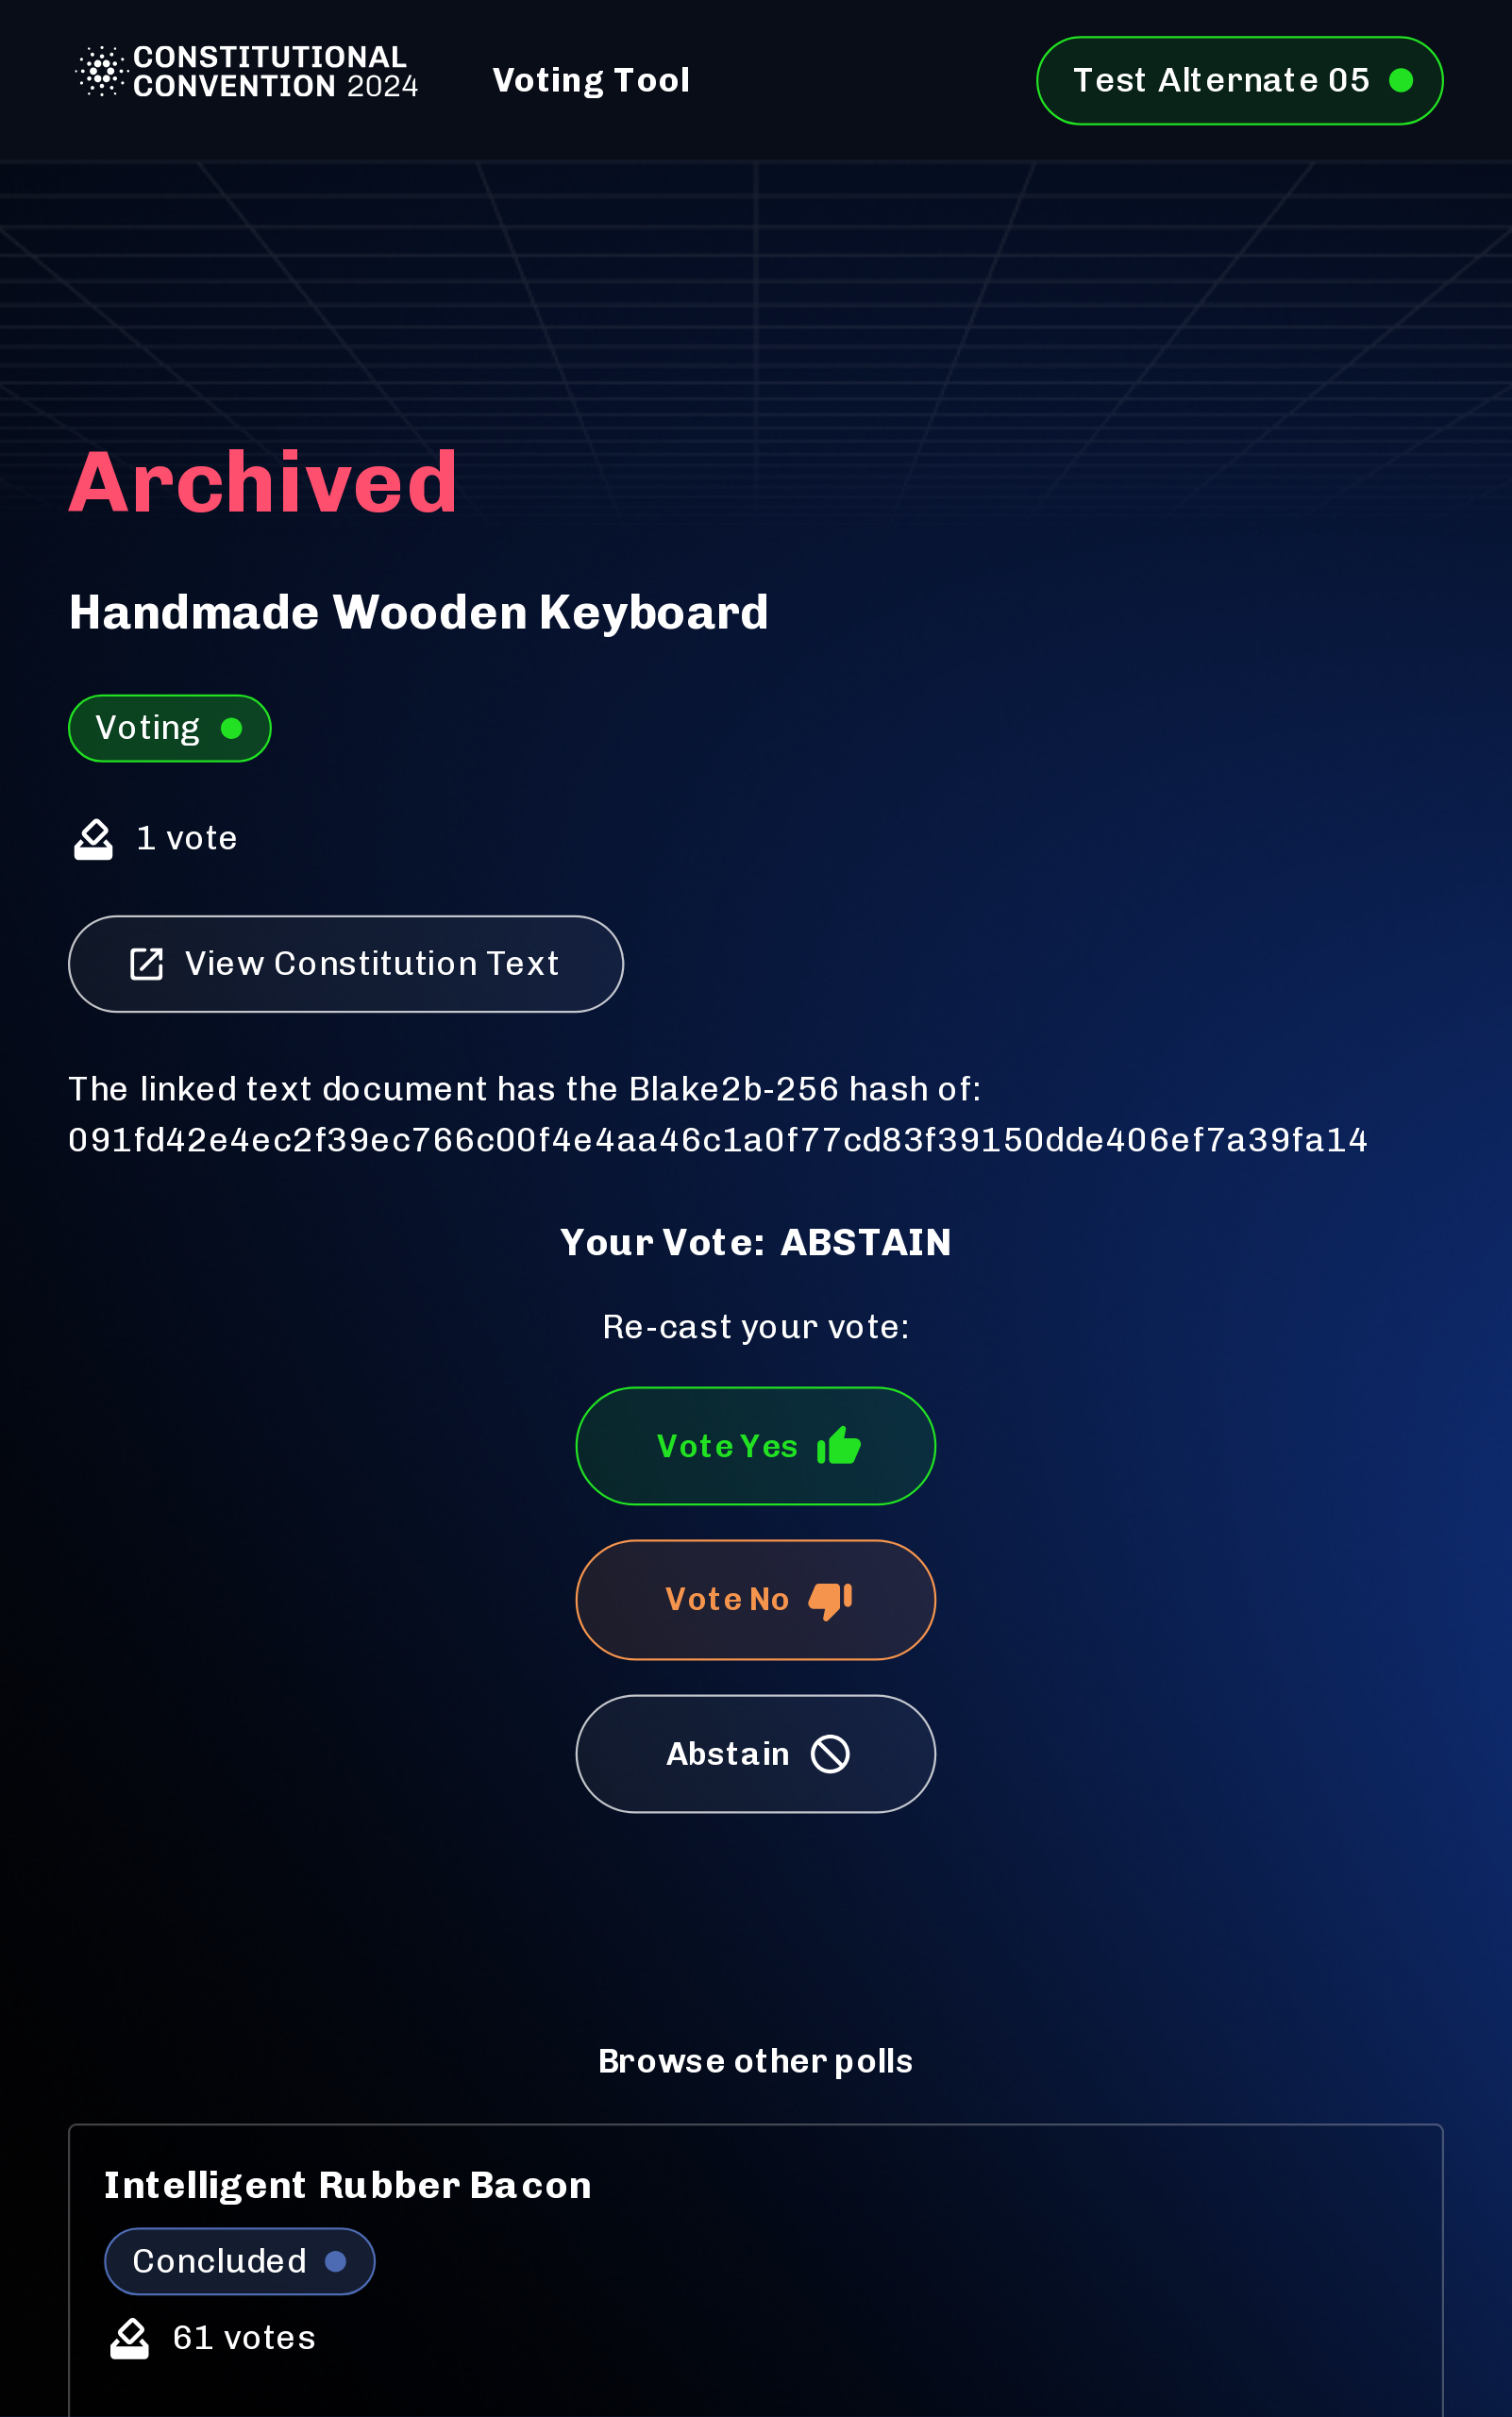 CONSTITUTIONAL
CONVENTION 2024
Voting Tool
Test Alternate 05
Archived
Handmade Wooden Keyboard
Voting
1 vote
View Constitution Text
The linked text document has the Blake2b-256 hash of:
091fd42e4ec2f39ec766c00f4e4aa46c1a0f77cd83f39150dde406ef7a39fa14
Your Vote: ABSTAIN
Re-cast your vote:
Vote Yes
Vote No
Abstain
Browse other polls
Intelligent Rubber Bacon
Concluded
61 votes